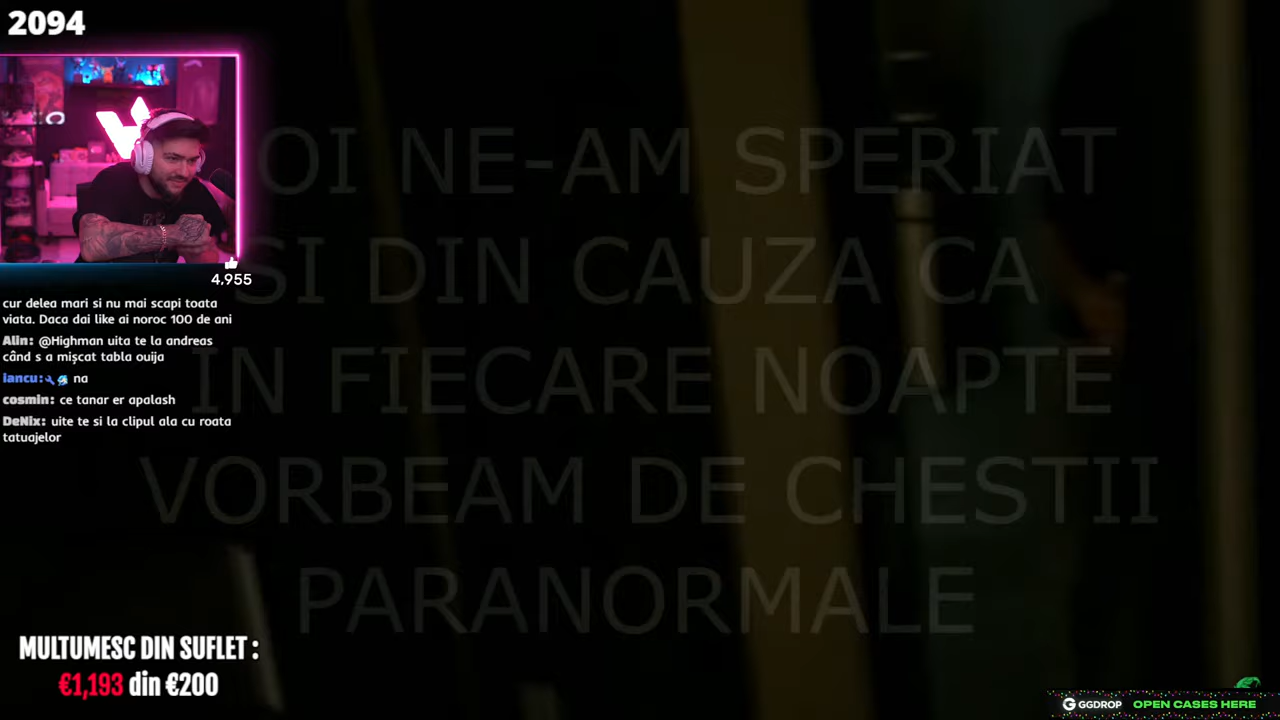 2094
4,955
cur delea mari si nu mai scapi toata
viata. Daca dai like ai noroc 100 de ani
Alin: @Highman uita te la andreas
când s a mișcat tabla ouija
iancu: na
cosmin: ce tanar er apalash
DeNix: uite te si la clipul ala cu roata
tatuajelor
OI NE-AM SPERIAT
SI DIN CAUZA CA
IN FIECARE NOAPTE
VORBEAM DE CHESTII
PARANORMALE
MULTUMESC DIN SUFLET :
€1,193 din €200
GGDROP OPEN CASES HERE